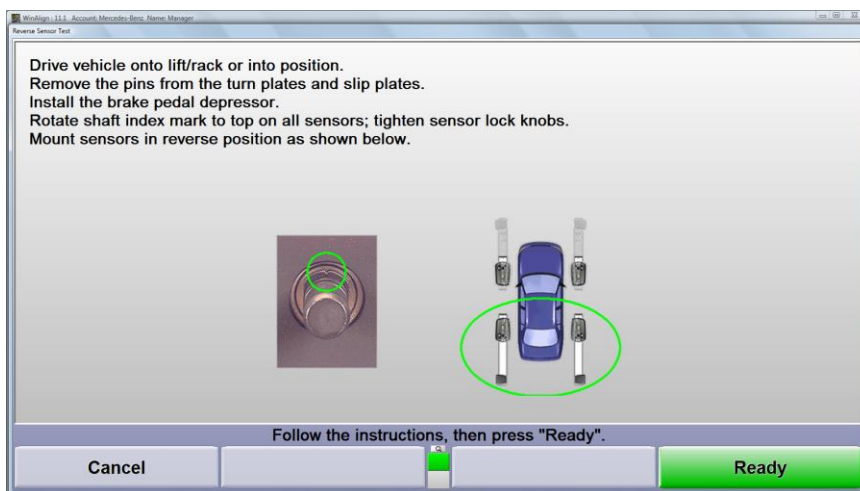 WinAlign : 11.1 Account: Mercedes-Benz Name: Manager
Reverse Sensor Test
Drive vehicle onto lift/rack or into position.
Remove the pins from the turn plates and slip plates.
Install the brake pedal depressor.
Rotate shaft index mark to top on all sensors; tighten sensor lock knobs.
Mount sensors in reverse position as shown below.
Follow the instructions, then press "Ready".
Cancel
Ready